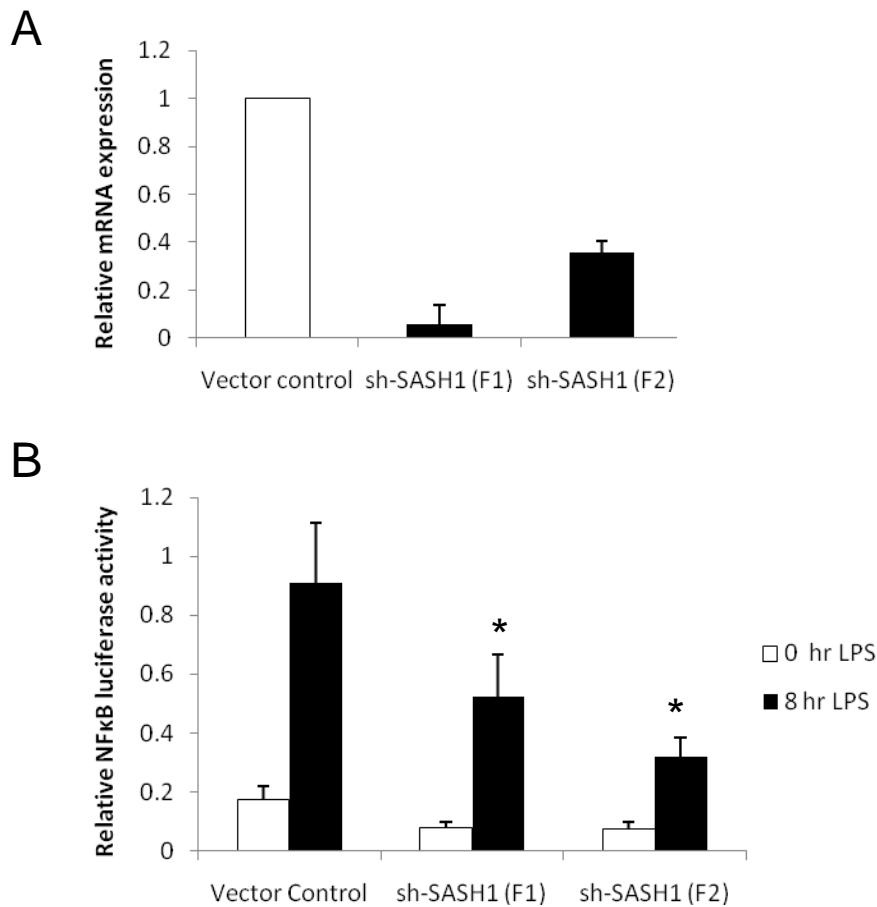 A
Relative mRNA expression
1.2
1
0.8
0.6
0.4
0.2
0
Vector control sh-SASH1 (F1) sh-SASH1 (F2)
B
Relative NFκB luciferase activity
1.2
1
0.8
0.6
0.4
0.2
0
*
*
0 hr LPS
8 hr LPS
Vector Control sh-SASH1 (F1) sh-SASH1 (F2)